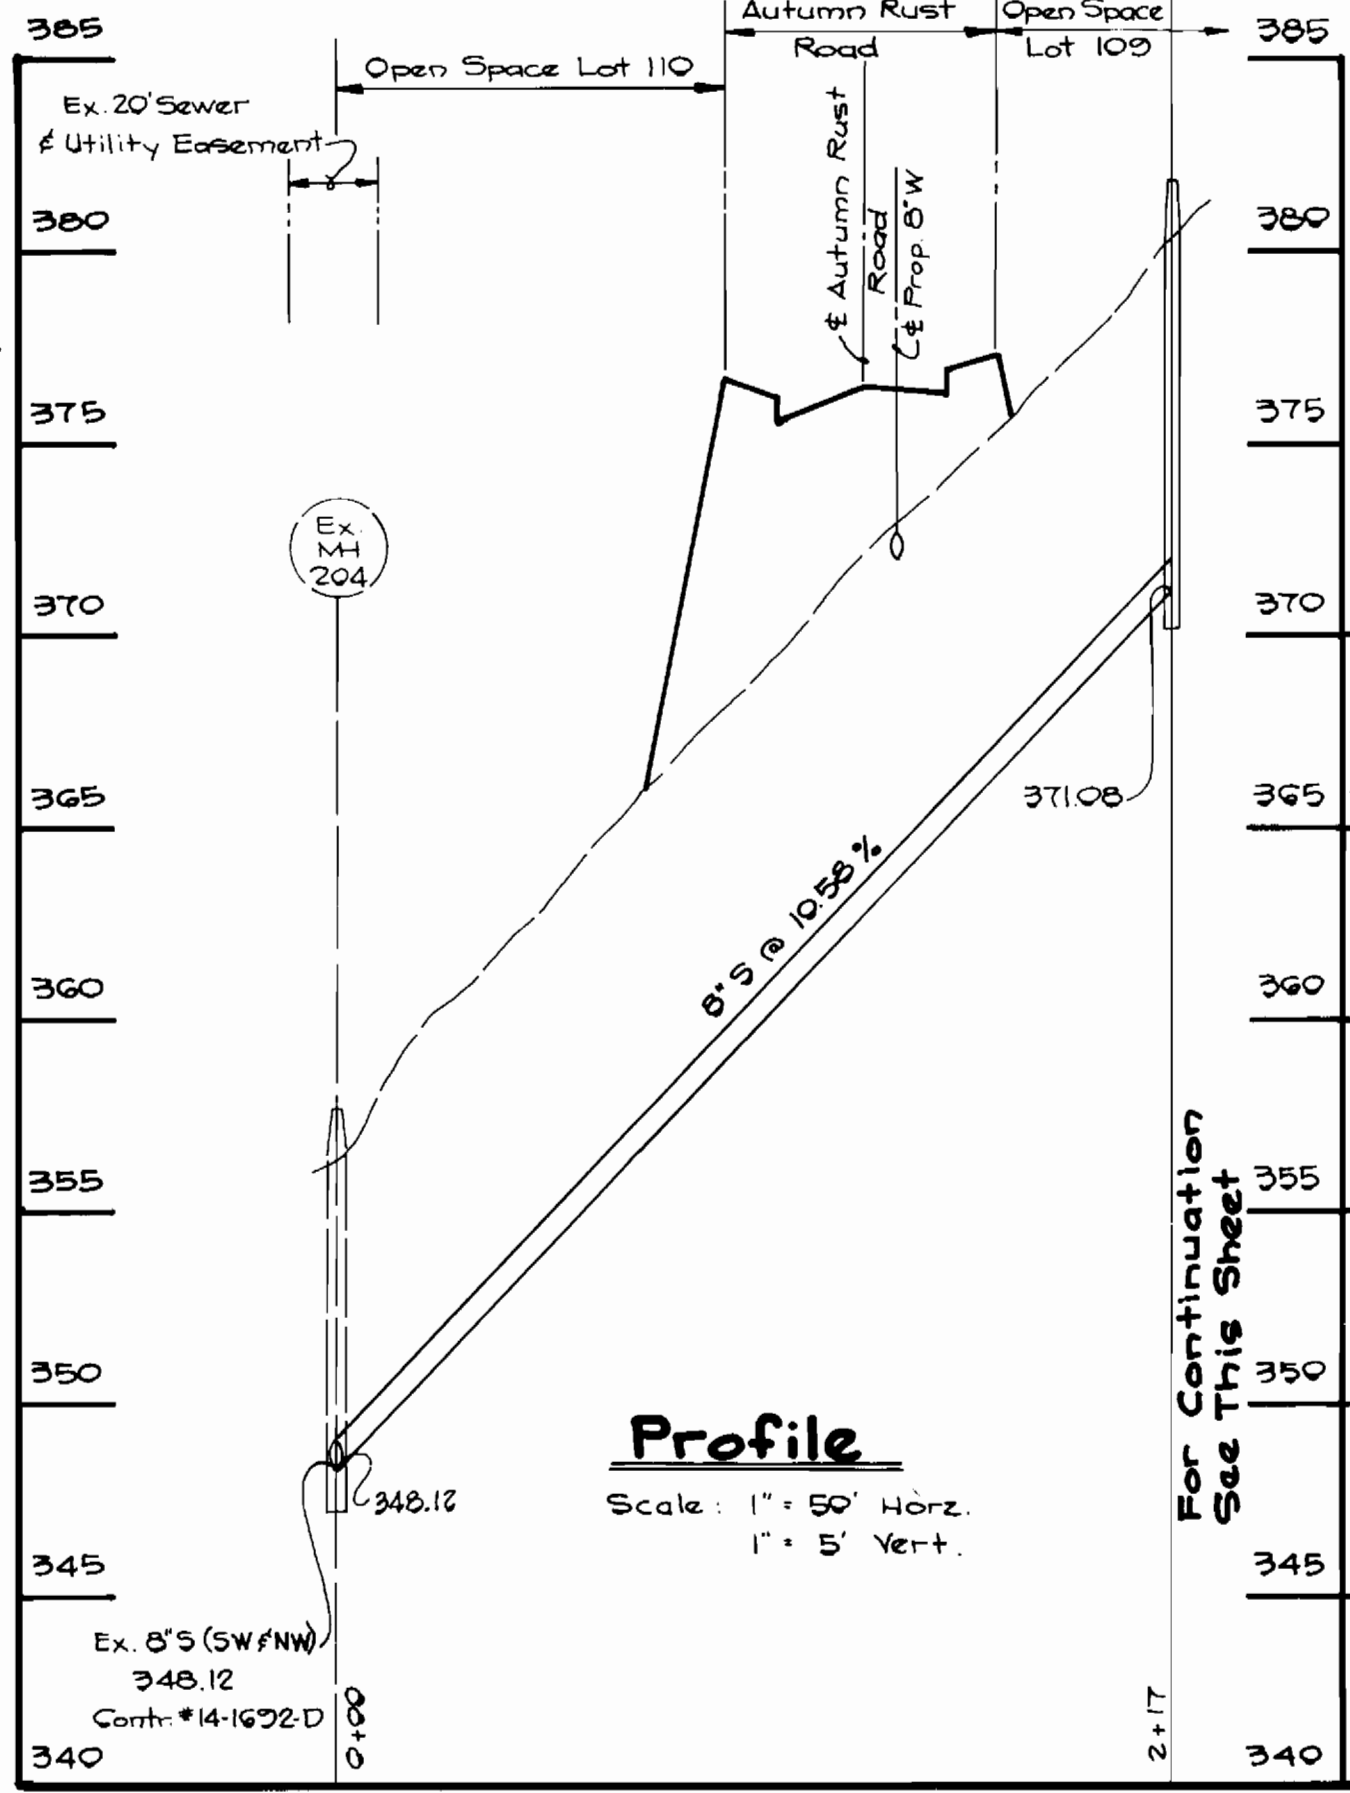 385
Autumn Rust
Road
Open Space
Lot 109
385
Open Space Lot 110
Ex. 20' Sewer
& Utility Easement
380
380
℄ Autumn Rust
Road
℄ Prop. 8" W
375
375
Ex.
MH
204
370
370
365
371.08
365
8" S @ 10.58 %
360
360
355
355
For Continuation
See This Sheet
350
350
Profile
348.12
Scale: 1" = 50' Horz.
1" = 5' Vert.
345
345
Ex. 8" S (SW & NW)
348.12
Contr. #14-1692-D
0+00
2+17
340
340